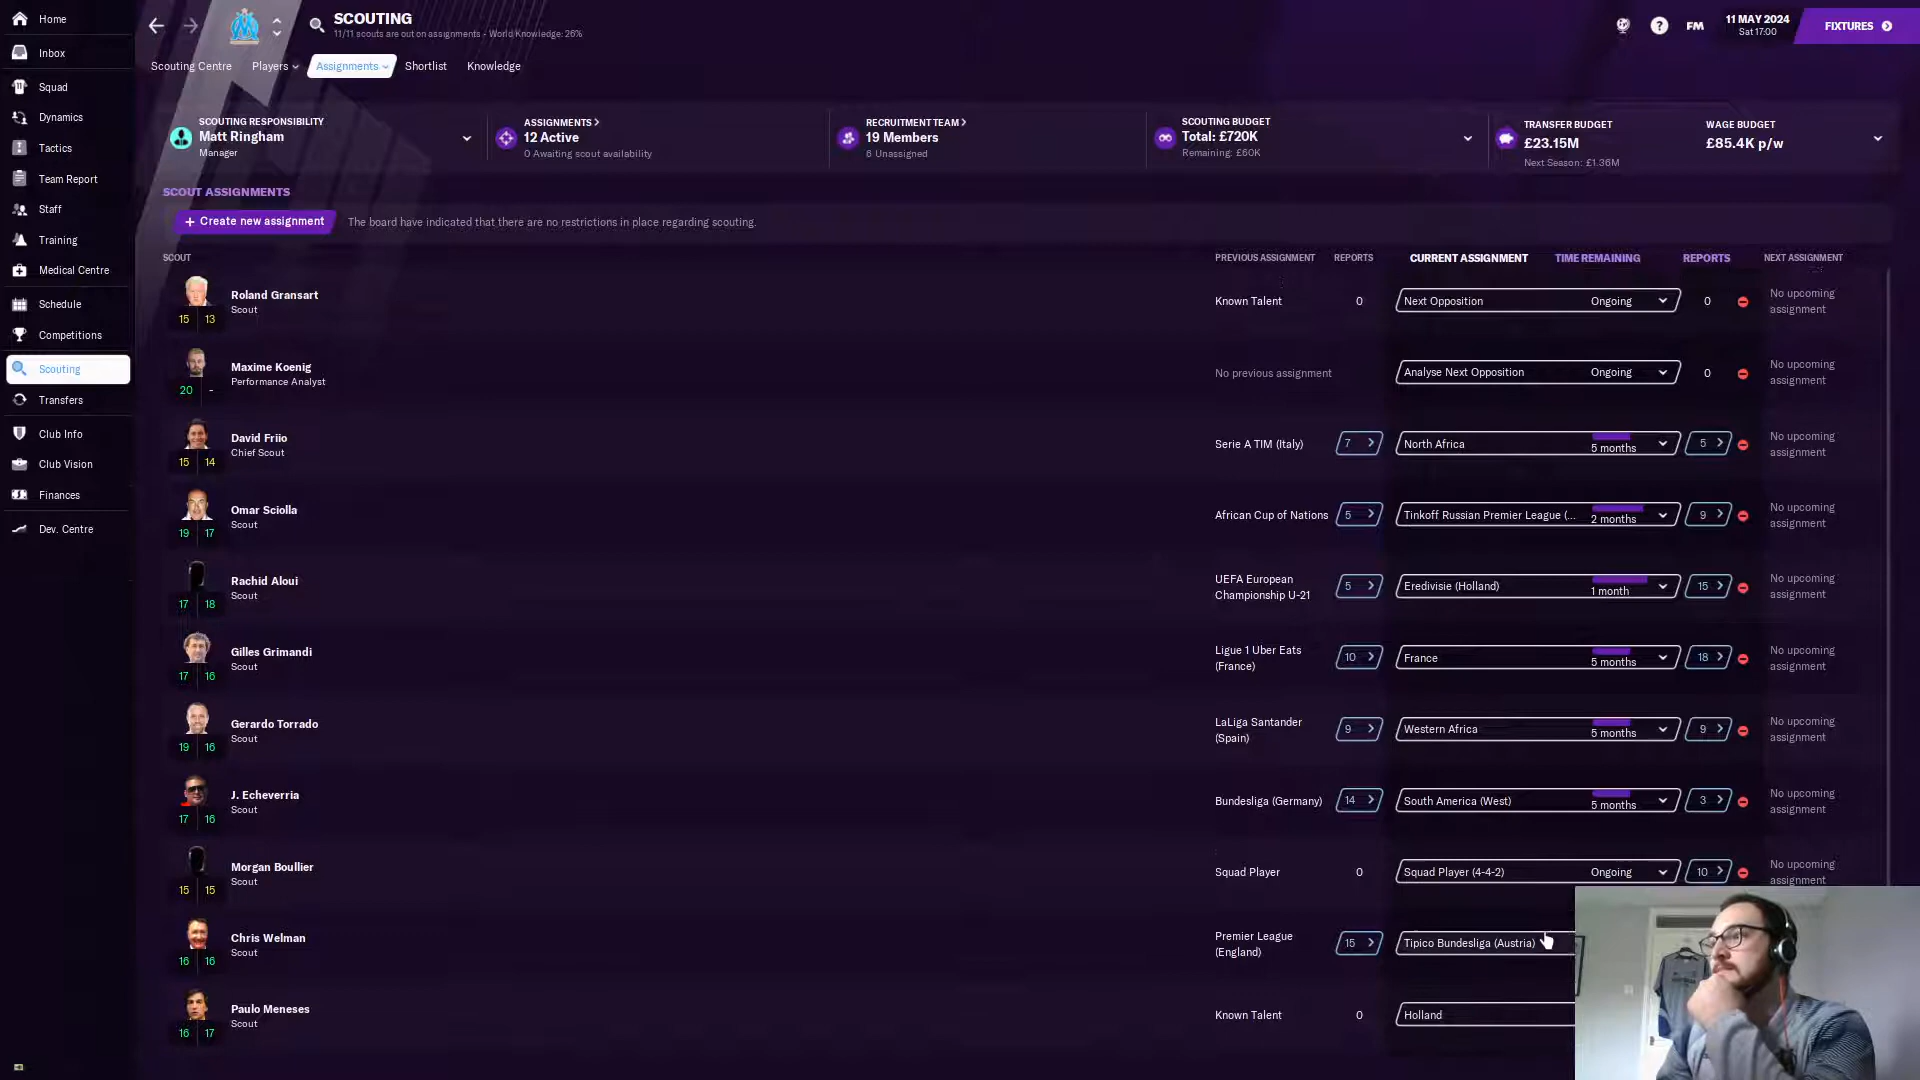 Home
Inbox
Squad
Dynamics
Tactics
Team Report
Staff
Training
Medical Centre
Schedule
Competitions
Scouting
Transfers
Club Info
Club Vision
Finances
Dev. Centre
SCOUTING
11/11 scouts are out on assignments - World Knowledge: 26%
FM
11 MAY 2024
Sat 17:00
FIXTURES
Scouting Centre Players Assignments Shortlist Knowledge
SCOUTING RESPONSIBILITY
Matt Ringham
Manager
ASSIGNMENTS
12 Active
0 Awaiting scout availability
RECRUITMENT TEAM
19 Members
6 Unassigned
SCOUTING BUDGET
Total: £720K
Remaining: £60K
TRANSFER BUDGET
£23.15M
Next Season: £1.36M
WAGE BUDGET
£85.4K p/w
SCOUT ASSIGNMENTS
+ Create new assignment
The board have indicated that there are no restrictions in place regarding scouting.
SCOUT PREVIOUS ASSIGNMENT REPORTS CURRENT ASSIGNMENT TIME REMAINING REPORTS NEXT ASSIGNMENT
Roland Gransart
Scout
15 13
Known Talent 0 Next Opposition Ongoing 0
No upcoming
assignment
Maxime Koenig
Performance Analyst
20 -
No previous assignment Analyse Next Opposition Ongoing 0
No upcoming
assignment
David Friio
Chief Scout
15 14
Serie A TIM (Italy) 7 North Africa 5 months 5
No upcoming
assignment
Omar Sciolla
Scout
19 17
African Cup of Nations 5 Tinkoff Russian Premier League (... 2 months 9
No upcoming
assignment
Rachid Aloui
Scout
17 18
UEFA European
Championship U-21
5 Eredivisie (Holland) 1 month 15
No upcoming
assignment
Gilles Grimandi
Scout
17 16
Ligue 1 Uber Eats
(France)
10 France 5 months 18
No upcoming
assignment
Gerardo Torrado
Scout
19 16
LaLiga Santander
(Spain)
9 Western Africa 5 months 9
No upcoming
assignment
J. Echeverria
Scout
17 16
Bundesliga (Germany) 14 South America (West) 5 months 3
No upcoming
assignment
Morgan Boullier
Scout
15 15
Squad Player 0 Squad Player (4-4-2) Ongoing 10
No upcoming
assignment
Chris Welman
Scout
16 16
Premier League
(England)
15 Tipico Bundesliga (Austria)
Paulo Meneses
Scout
16 17
Known Talent 0 Holland